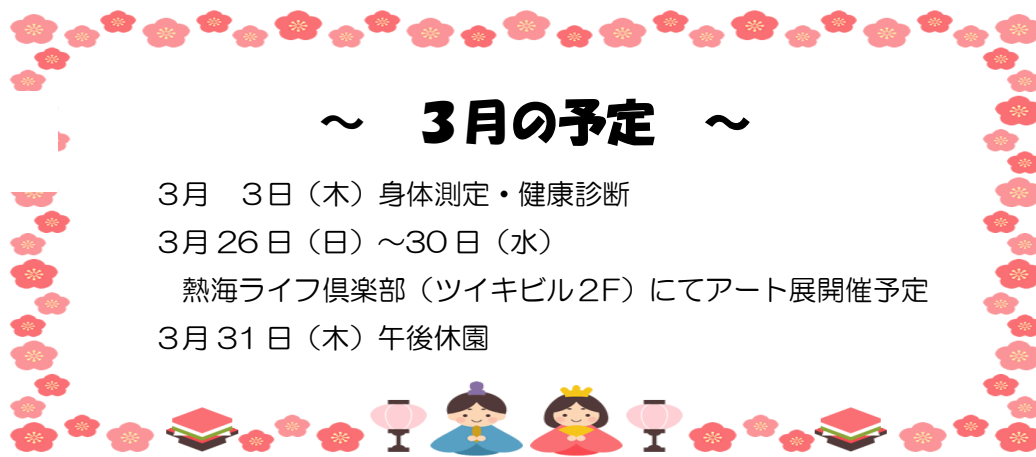 ～　３月の予定　～
３月　３日（木）身体測定・健康診断
３月26日（日）～30日（水）
熱海ライフ倶楽部（ツイキビル２F）にてアート展開催予定
３月31日（木）午後休園